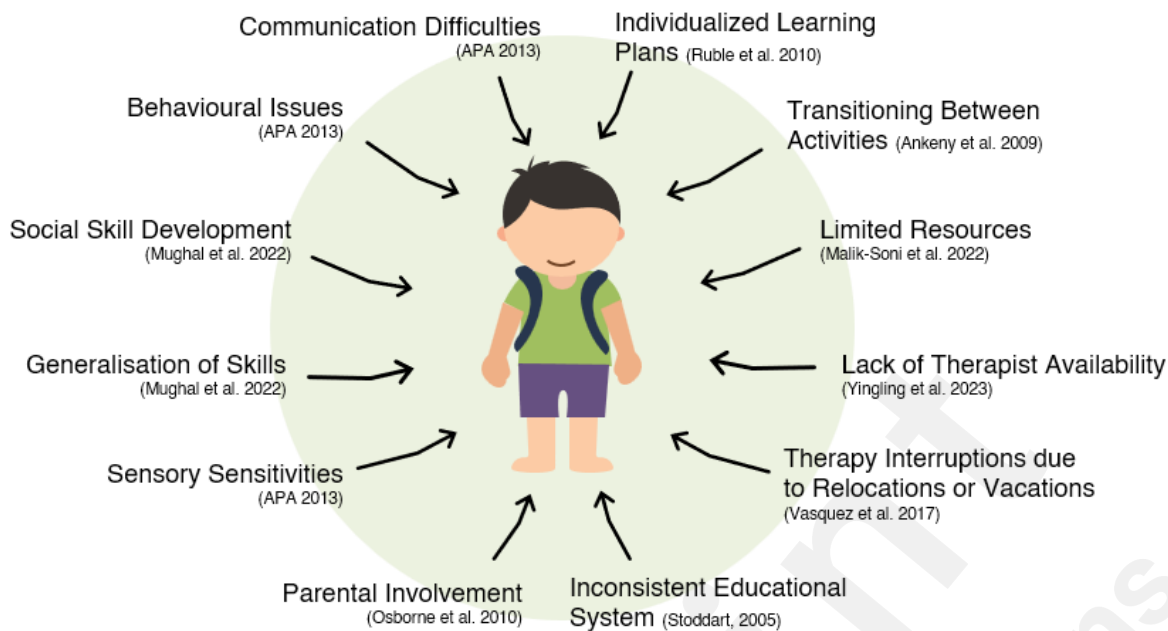 Communication Difficulties
(APA 2013)
Individualized Learning
Plans (Ruble et al. 2010)
Behavioural Issues
(APA 2013)
Transitioning Between
Activities (Ankeny et al. 2009)
Social Skill Development
(Mughal et al. 2022)
Limited Resources
(Malik-Soni et al. 2022)
Generalisation of Skills
(Mughal et al. 2022)
Lack of Therapist Availability
(Yingling et al. 2023)
Sensory Sensitivities
(APA 2013)
Therapy Interruptions due
to Relocations or Vacations
(Vasquez et al. 2017)
Parental Involvement
(Osborne et al. 2010)
Inconsistent Educational
System (Stoddart, 2005)